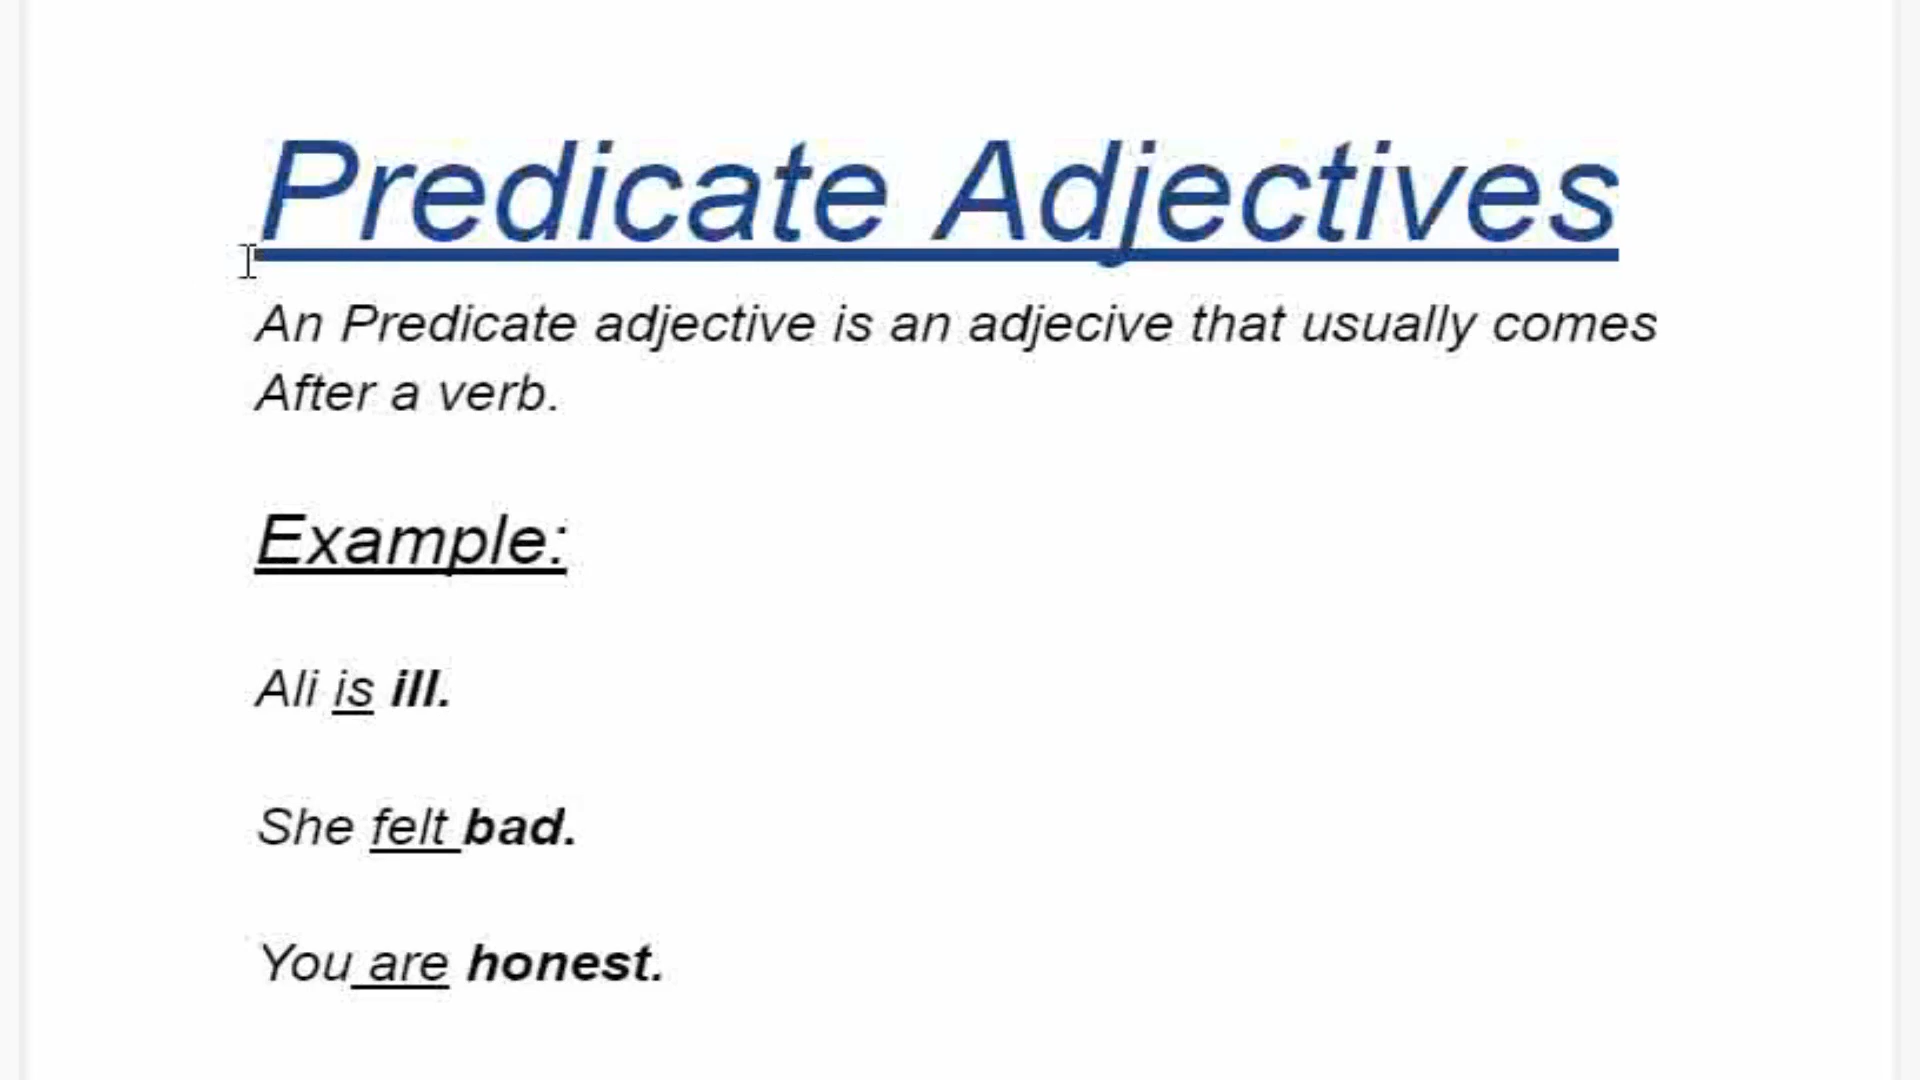 Predicate Adjectives
An Predicate adjective is an adjecive that usually comes
After a verb.
Example:
Ali is ill.
She felt bad.
You are honest.